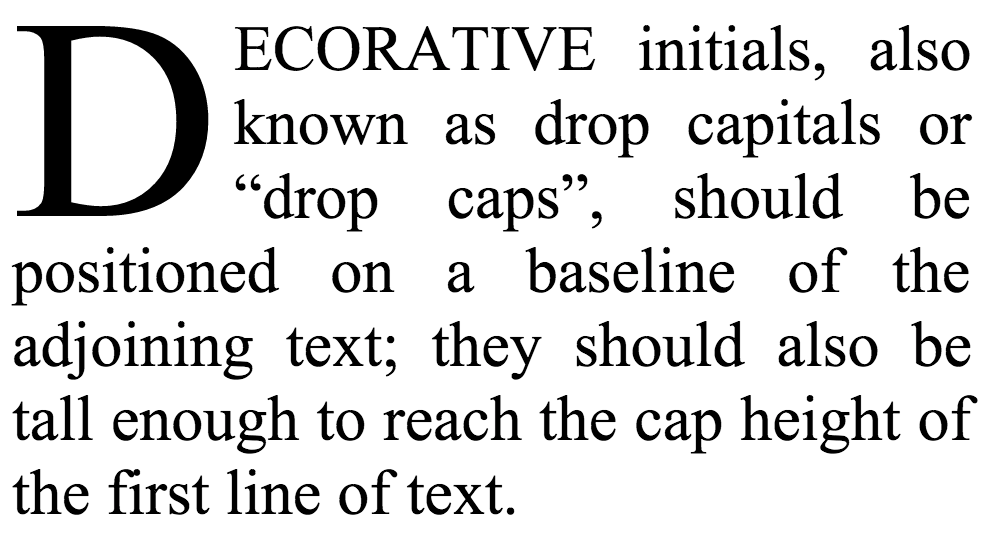 DECORATIVE initials, also
known as drop capitals or
“drop caps”, should be
positioned on a baseline of the
adjoining text; they should also be
tall enough to reach the cap height of
the first line of text.